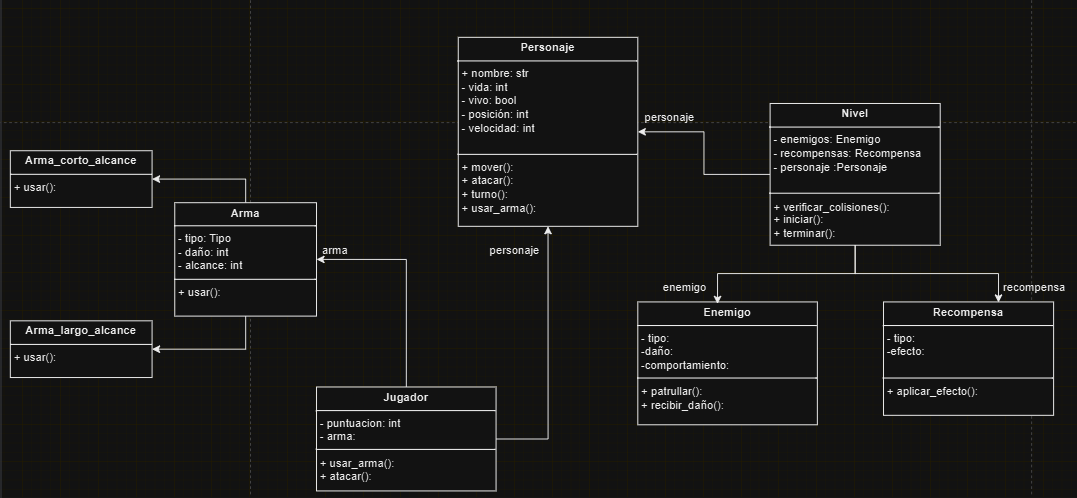 Personaje
+ nombre: str
- vida: int
- vivo: bool
- posición: int
- velocidad: int
+ mover():
+ atacar():
+ turno():
+ usar_arma():
personaje
Nivel
- enemigos: Enemigo
- recompensas: Recompensa
- personaje :Personaje
+ verificar_colisiones():
+ iniciar():
+ terminar():
Arma_corto_alcance
+ usar():
Arma
- tipo: Tipo
- daño: int
- alcance: int
+ usar():
arma
personaje
Arma_largo_alcance
+ usar():
enemigo
recompensa
Enemigo
- tipo:
-daño:
-comportamiento:
+ patrullar():
+ recibir_daño():
Recompensa
- tipo:
-efecto:
+ aplicar_efecto():
Jugador
- puntuacion: int
- arma:
+ usar_arma():
+ atacar():